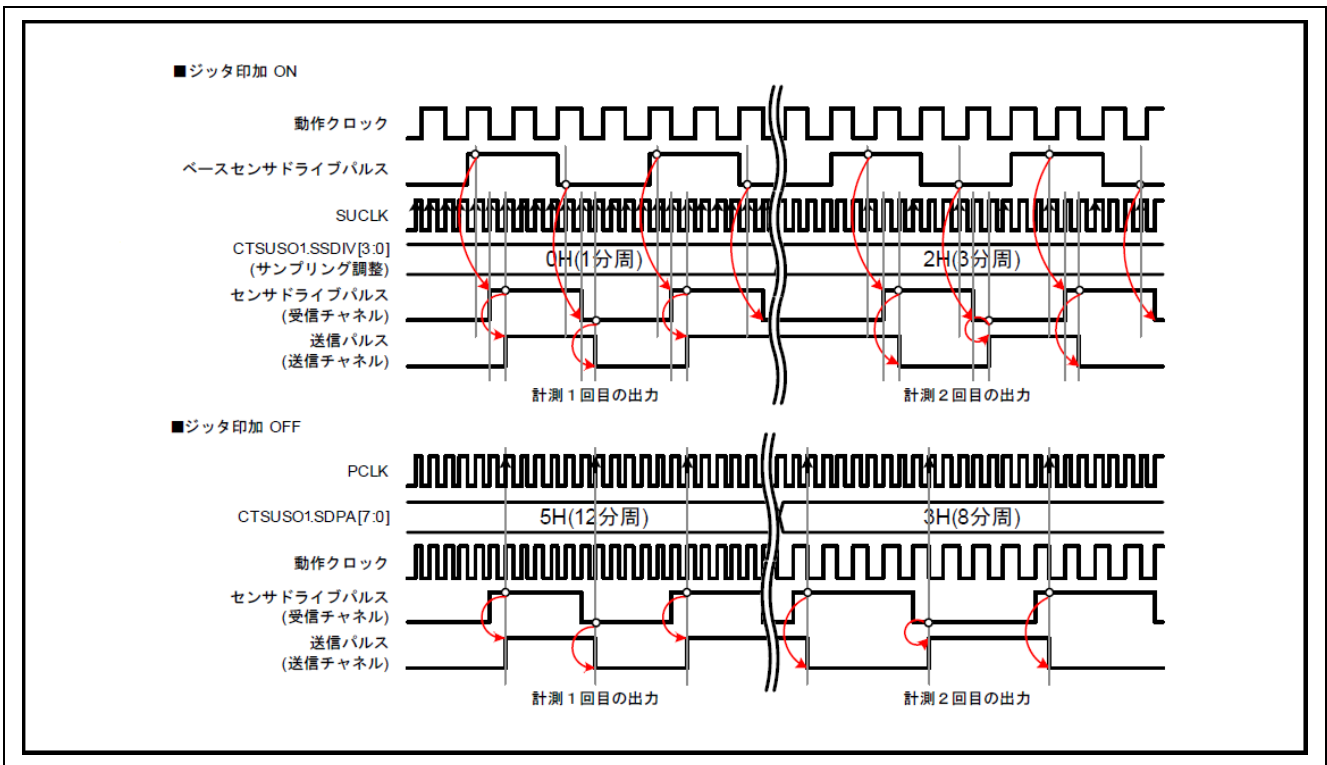 ■ジッタ印加 ON
動作クロック
ベースセンサドライブパルス
SUCLK
CTSUSO1.SSDIV[3:0]
(サンプリング調整)
0H(1分周)
2H(3分周)
センサドライブパルス
(受信チャネル)
送信パルス
(送信チャネル)
計測1回目の出力
計測2回目の出力
■ジッタ印加 OFF
PCLK
CTSUSO1.SDPA[7:0]
5H(12分周)
3H(8分周)
動作クロック
センサドライブパルス
(受信チャネル)
送信パルス
(送信チャネル)
計測1回目の出力
計測2回目の出力